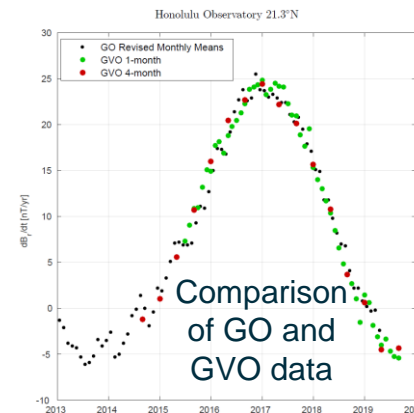 Honolulu Observatory 21.3°N
30
25
20
15
10
5
0
-5
-10
dB_r/dt [nT/yr]
GO Revised Monthly Means
GVO 1-month
GVO 4-month
Comparison
of GO and
GVO data
2013
2014
2015
2016
2017
2018
2019